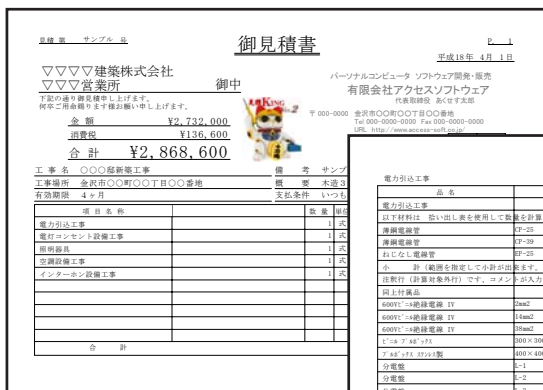 見積 第　サンプル 号
御見積書
P.　1
平成18年 4月 1日
▽▽▽▽建築株式会社
▽▽▽営業所　御中
下記の通り御見積申し上げます。
何卒ご用命賜ります様お願い申し上げます。
金 額　¥2,732,000
消費税　¥136,600
合 計　¥2,868,600
見積KING
パーソナルコンピュータ ソフトウェア開発・販売
有限会社アクセスソフトウェア
代表取締役 あくせす太郎
〒000-0000 金沢市○○町○○丁目○○番地
Tel 000-0000-0000 Fax 000-0000-0000
URL http://www.access-soft.co.jp/
工 事 名　○○○邸新築工事　備　考　サンプ
工事場所　金沢市○○町○○丁目○○番地　概　要　木造3
有効期限　4ヶ月　支払条件　いつも
項 目 名 称　数 量　単位
電力引込工事　1　式
電灯コンセント設備工事　1　式
照明器具　1　式
空調設備工事　1　式
インターホン設備工事　1　式
合　計
電力引込工事
品　名
電力引込工事
以下材料は 拾い出し表を使用して数量を計算
薄鋼電線管　CP-25
薄鋼電線管　CP-39
ねじなし電線管　EP-25
小　計（範囲を指定して小計が出来ます。
注釈行（計算対象外行）です、コメントが入力
同上付属品
600Vビニル絶縁電線 IV　2mm2
600Vビニル絶縁電線 IV　14mm2
600Vビニル絶縁電線 IV　38mm2
ビニル プルボックス　300×300
プルボックス ステンレス製　400×400
分電盤　L-1
分電盤　L-2